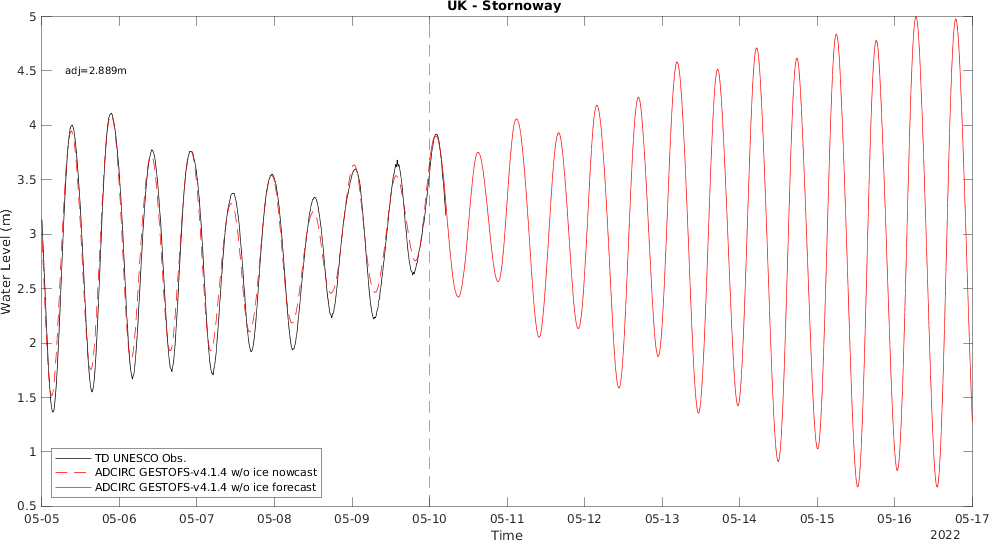 UK - Stornoway
5
4.5
4
3.5
3
2.5
2
1.5
1
0.5
Water Level (m)
adj=2.889m
TD UNESCO Obs.
ADCIRC GESTOFS-v4.1.4 w/o ice nowcast
ADCIRC GESTOFS-v4.1.4 w/o ice forecast
05-05 05-06 05-07 05-08 05-09 05-10 05-11 05-12 05-13 05-14 05-15 05-16 05-17
Time
2022